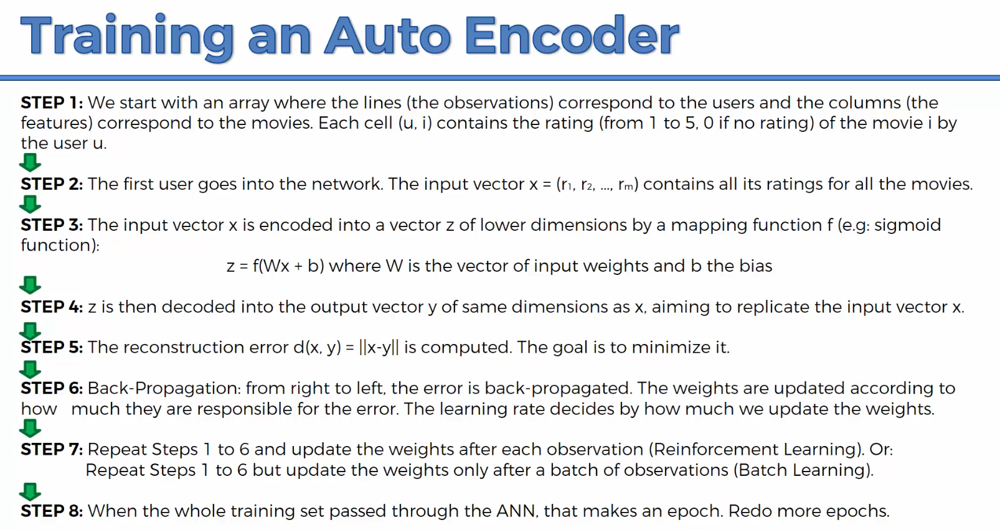 Training an Auto Encoder
STEP 1: We start with an array where the lines (the observations) correspond to the users and the columns (the
features) correspond to the movies. Each cell (u, i) contains the rating (from 1 to 5, 0 if no rating) of the movie i by
the user u.
STEP 2: The first user goes into the network. The input vector x = (r₁, r₂, ..., rₘ) contains all its ratings for all the movies.
STEP 3: The input vector x is encoded into a vector z of lower dimensions by a mapping function f (e.g: sigmoid
function):
z = f(Wx + b) where W is the vector of input weights and b the bias
STEP 4: z is then decoded into the output vector y of same dimensions as x, aiming to replicate the input vector x.
STEP 5: The reconstruction error d(x, y) = ||x-y|| is computed. The goal is to minimize it.
STEP 6: Back-Propagation: from right to left, the error is back-propagated. The weights are updated according to
how much they are responsible for the error. The learning rate decides by how much we update the weights.
STEP 7: Repeat Steps 1 to 6 and update the weights after each observation (Reinforcement Learning). Or:
Repeat Steps 1 to 6 but update the weights only after a batch of observations (Batch Learning).
STEP 8: When the whole training set passed through the ANN, that makes an epoch. Redo more epochs.